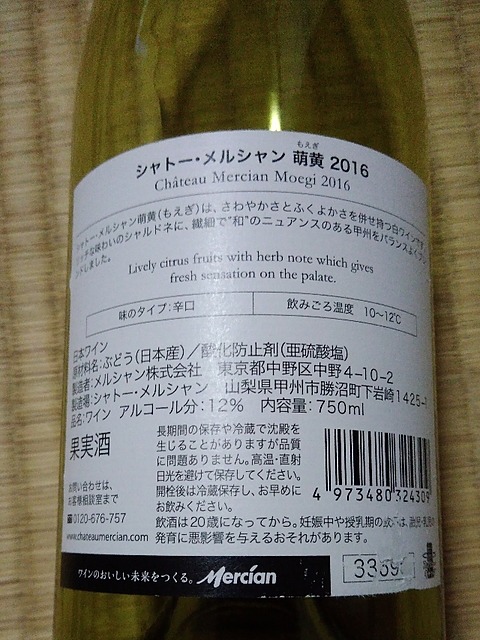 もえぎ
シャトー・メルシャン 萌黄 2016
Château Mercian Moegi 2016
シャトー・メルシャン萌黄(もえぎ)は、さわやかさとふくよかさを併せ持つ白ワインです。
な味わいのシャルドネに、繊細で"和"のニュアンスのある甲州をバランスよくブレ
ンドしました。
Lively citrus fruits with herb note which gives
fresh sensation on the palate.
味のタイプ:辛口 飲みごろ温度 10〜12℃
日本ワイン
原材料名:ぶどう(日本産)/酸化防止剤(亜硫酸塩)
製造者:メルシャン株式会社 東京都中野区中野4-10-2
製造場:シャトー・メルシャン 山梨県甲州市勝沼町下岩崎1425-1
品名:ワイン アルコール分:12% 内容量:750ml
果実酒
長期間の保存や冷蔵で沈殿を
生じることがありますが品質
に問題ありません。高温・直射
日光を避けて保存してください。
開栓後は冷蔵保存し、お早めに
お飲みください。
4 973480 324309
お問い合わせは、
お客様相談室まで
☎0120-676-757
www.chateaumercian.com
飲酒は20歳になってから。妊娠中や授乳期の飲酒は、胎児・乳児の
発育に悪影響を与えるおそれがあります。
ワインのおいしい未来をつくる。 Mercian